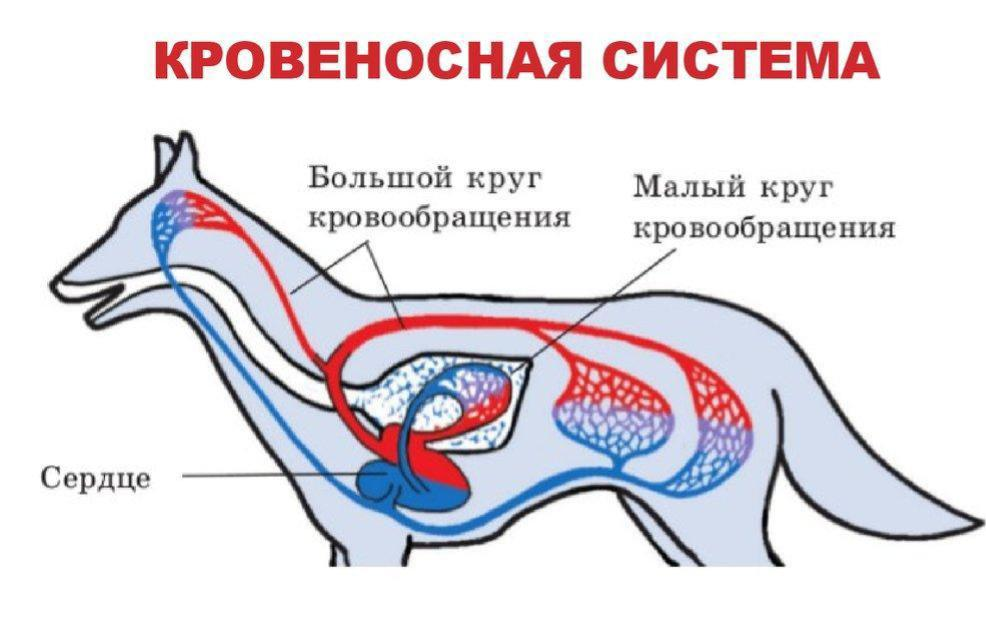 КРОВЕНОСНАЯ СИСТЕМА
Большой круг
кровообращения
Малый круг
кровообращения
Сердце